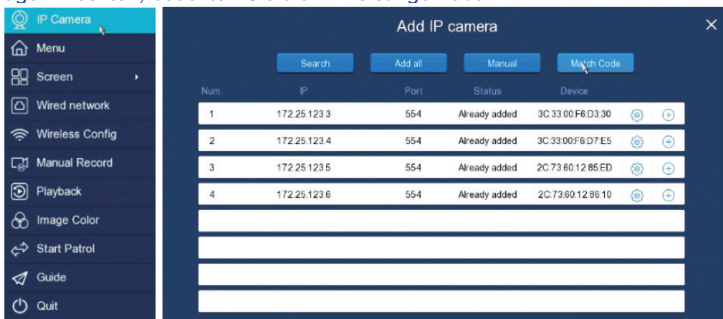 IP Camera
Menu
Screen
Wired network
Wireless Config
Manual Record
Playback
Image Color
Start Patrol
Guide
Quit
Add IP camera
Search Add all Manual Match Code
Num. IP Port Status Device
1 172.25.123.3 554 Already added 3C:33:00:F6:D3:30
2 172.25.123.4 554 Already added 3C:33:00:F6:D7:E5
3 172.25.123.5 554 Already added 2C:73:60:12:85:ED
4 172.25.123.6 554 Already added 2C:73:60:12:86:10